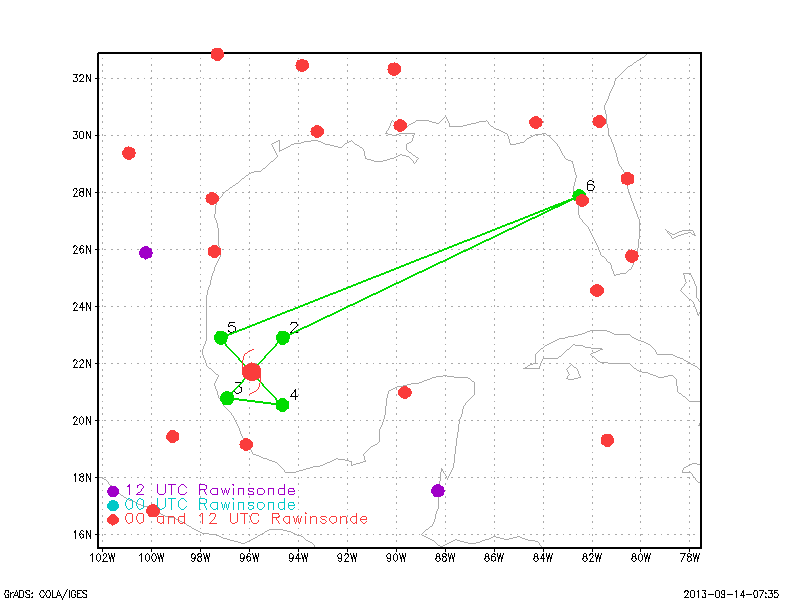 32N
30N
28N
26N
24N
22N
20N
18N
16N
6
5 2
3 4
12 UTC Rawinsonde
00 UTC Rawinsonde
00 and 12 UTC Rawinsonde
102W 100W 98W 96W 94W 92W 90W 88W 86W 84W 82W 80W 78W
GrADS: COLA/IGES 2013-09-14-07:35